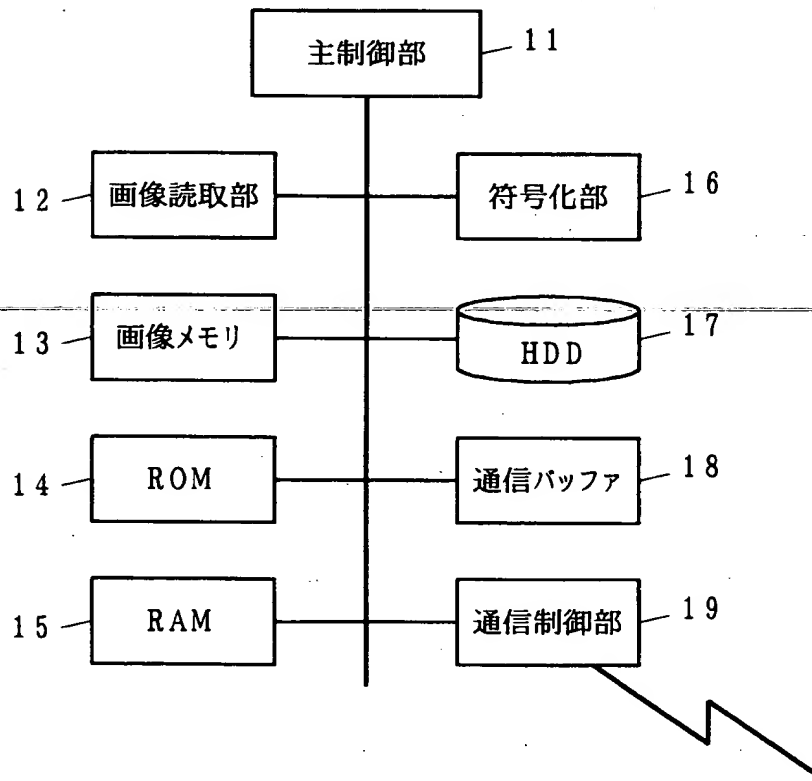 主制御部 11
12 画像読取部 符号化部 16
13 画像メモリ HDD 17
14 ROM 通信バッファ 18
15 RAM 通信制御部 19